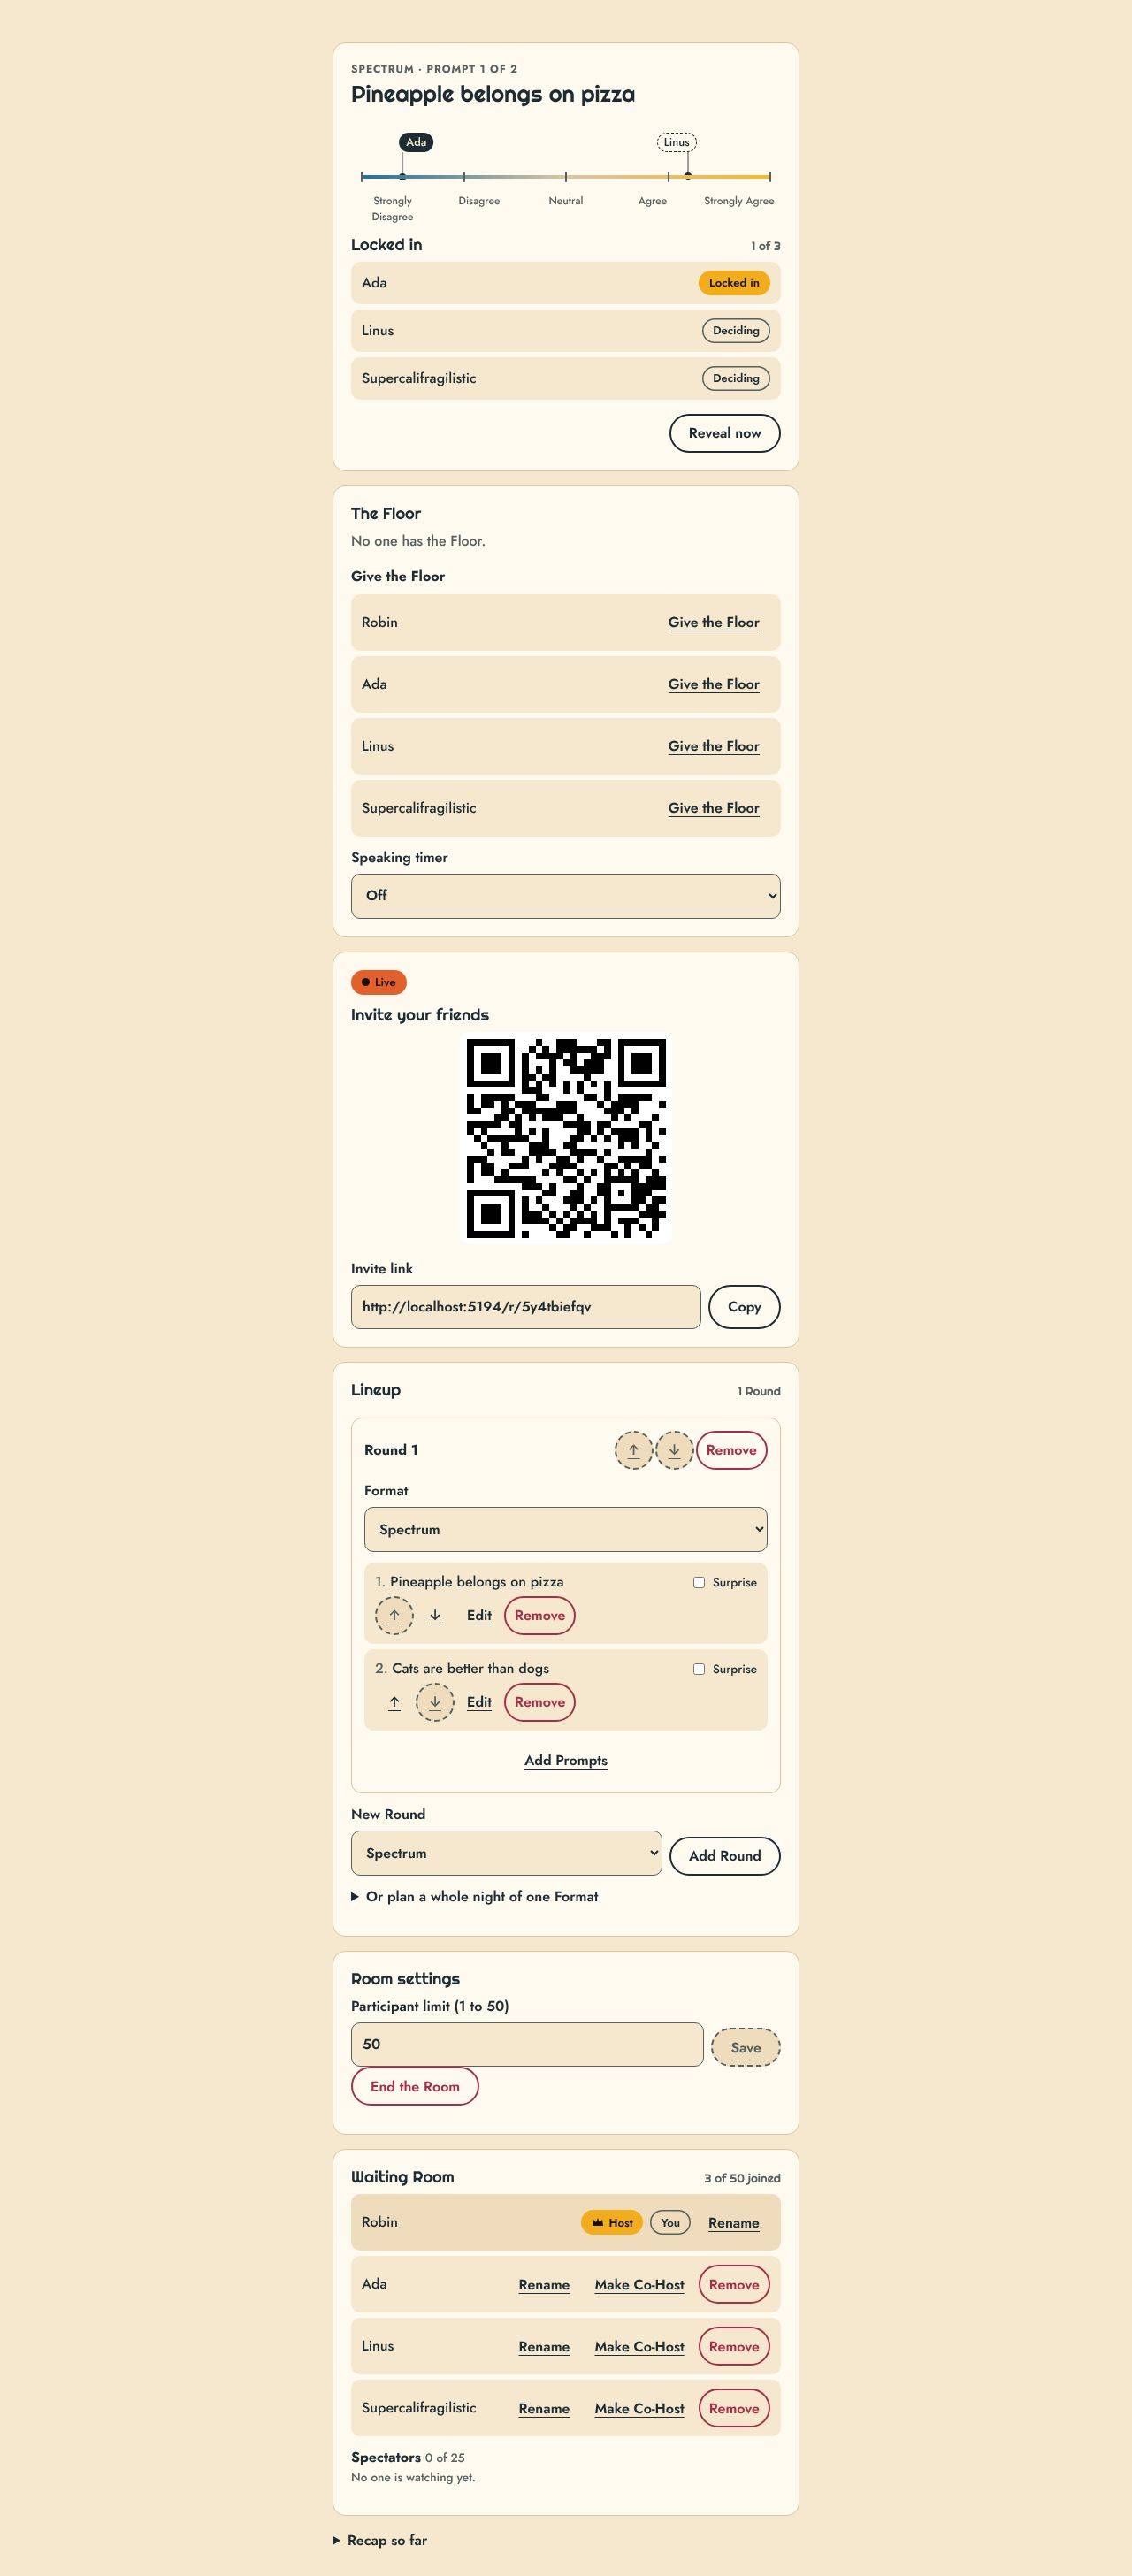 SPECTRUM · PROMPT 1 OF 2
Pineapple belongs on pizza
Ada
Linus
Strongly Disagree
Disagree
Neutral
Agree
Strongly Agree
Locked in
1 of 3
Ada
Locked in
Linus
Deciding
Supercalifragilistic
Deciding
Reveal now
The Floor
No one has the Floor.
Give the Floor
Robin
Give the Floor
Ada
Give the Floor
Linus
Give the Floor
Supercalifragilistic
Give the Floor
Speaking timer
Off
Live
Invite your friends
Invite link
http://localhost:5194/r/5y4tbiefqv
Copy
Lineup
1 Round
Round 1
↑
↓
Remove
Format
Spectrum
1. Pineapple belongs on pizza
Surprise
↑
↓
Edit
Remove
2. Cats are better than dogs
Surprise
↑
↓
Edit
Remove
Add Prompts
New Round
Spectrum
Add Round
Or plan a whole night of one Format
Room settings
Participant limit (1 to 50)
50
Save
End the Room
Waiting Room
3 of 50 joined
Robin
Host
You
Rename
Ada
Rename
Make Co-Host
Remove
Linus
Rename
Make Co-Host
Remove
Supercalifragilistic
Rename
Make Co-Host
Remove
Spectators 0 of 25
No one is watching yet.
Recap so far